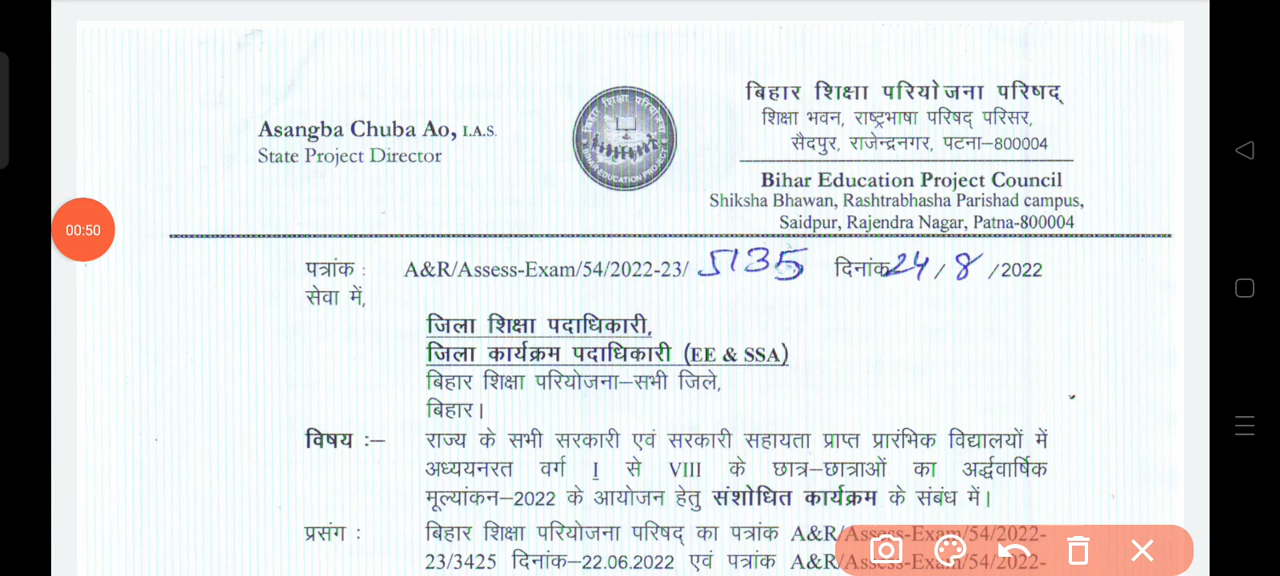 Asangba Chuba Ao, I.A.S.
State Project Director
बिहार शिक्षा परियोजना परिषद्
शिक्षा भवन, राष्ट्रभाषा परिषद् परिसर,
सैदपुर, राजेन्द्रनगर, पटना–800004
Bihar Education Project Council
Shiksha Bhawan, Rashtrabhasha Parishad campus,
Saidpur, Rajendra Nagar, Patna-800004
00:50
पत्रांक : A&R/Assess-Exam/54/2022-23/ 5135 दिनांक 24/8/2022
सेवा में,
जिला शिक्षा पदाधिकारी,
जिला कार्यक्रम पदाधिकारी (EE & SSA)
बिहार शिक्षा परियोजना–सभी जिले,
बिहार।
विषय :– राज्य के सभी सरकारी एवं सरकारी सहायता प्राप्त प्रारंभिक विद्यालयों में
अध्ययनरत वर्ग I से VIII के छात्र–छात्राओं का अर्द्धवार्षिक
मूल्यांकन–2022 के आयोजन हेतु संशोधित कार्यक्रम के संबंध में।
प्रसंग : बिहार शिक्षा परियोजना परिषद् का पत्रांक A&R/Assess-Exam/54/2022-
23/3425 दिनांक–22.06.2022 एवं पत्रांक A&R/Assess-Exam/54/2022-